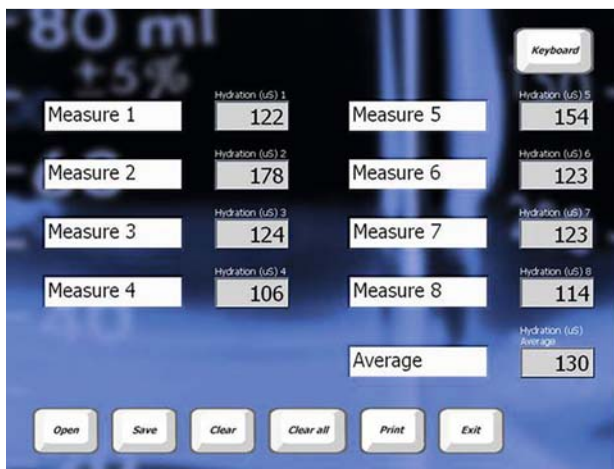 80 ml
±5%
Keyboard
Hydration (uS) 1
Measure 1
122
Hydration (uS) 5
Measure 5
154
Hydration (uS) 2
Measure 2
178
Hydration (uS) 6
Measure 6
123
Hydration (uS) 3
Measure 3
124
Hydration (uS) 7
Measure 7
123
Hydration (uS) 4
Measure 4
106
Hydration (uS) 8
Measure 8
114
Hydration (uS)
Average
Average
130
40
Open
Save
Clear
Clear all
Print
Exit